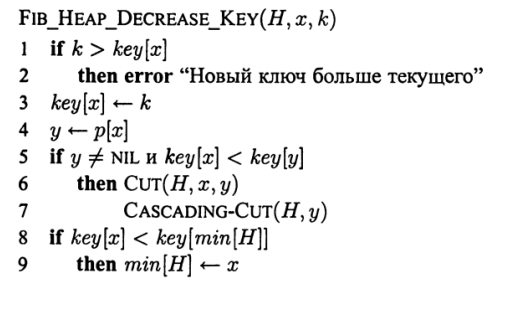 FIB_HEAP_DECREASE_KEY(H, x, k)
1 if k > key[x]
2 then error “Новый ключ больше текущего”
3 key[x] ← k
4 y ← p[x]
5 if y ≠ NIL и key[x] < key[y]
6 then CUT(H, x, y)
7 CASCADING-CUT(H, y)
8 if key[x] < key[min[H]]
9 then min[H] ← x